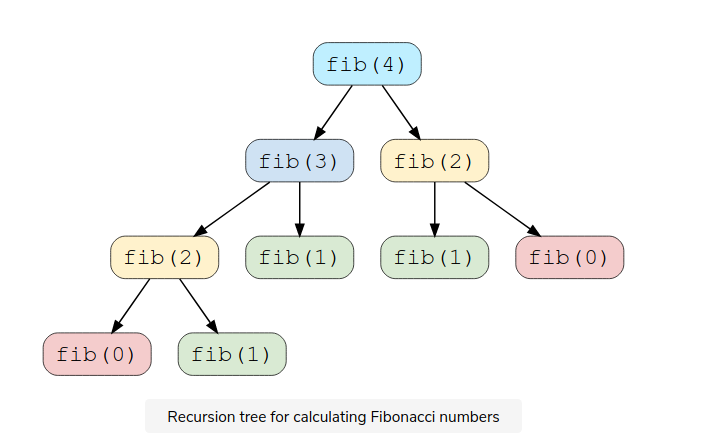 fib(4)
fib(3)
fib(2)
fib(2)
fib(1)
fib(1)
fib(0)
fib(0)
fib(1)
Recursion tree for calculating Fibonacci numbers